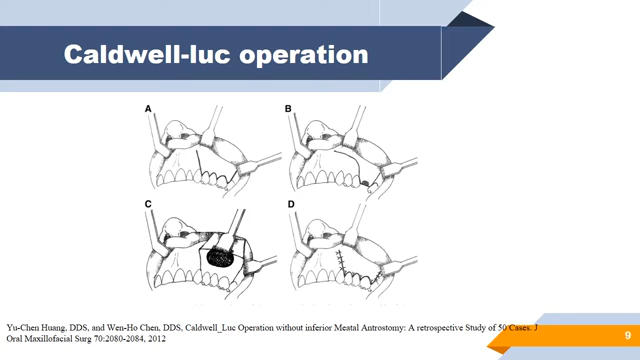 Caldwell-luc operation
A
B
C
D
Yu-Chen Huang, DDS, and Wen-Ho Chen, DDS, Caldwell_Luc Operation without inferior Meatal Antrostomy: A retrospective Study of 50 Cases. J
Oral Maxillofacial Surg 70:2080-2084, 2012
9